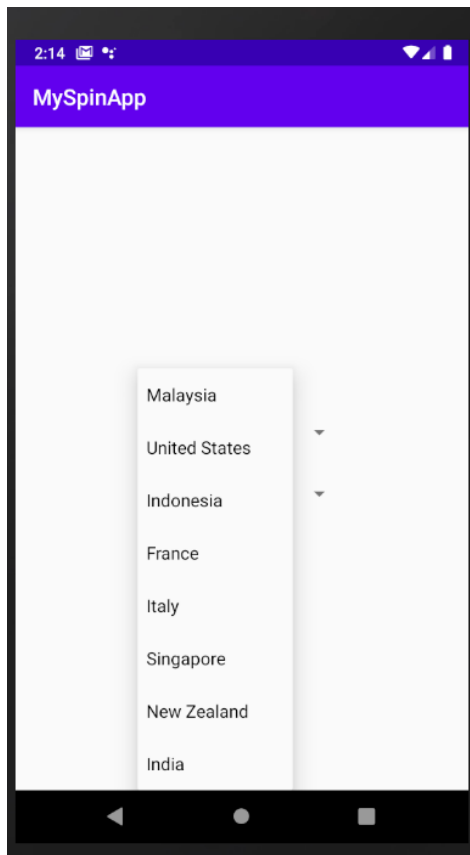 2:14
MySpinApp
Malaysia
United States
Indonesia
France
Italy
Singapore
New Zealand
India